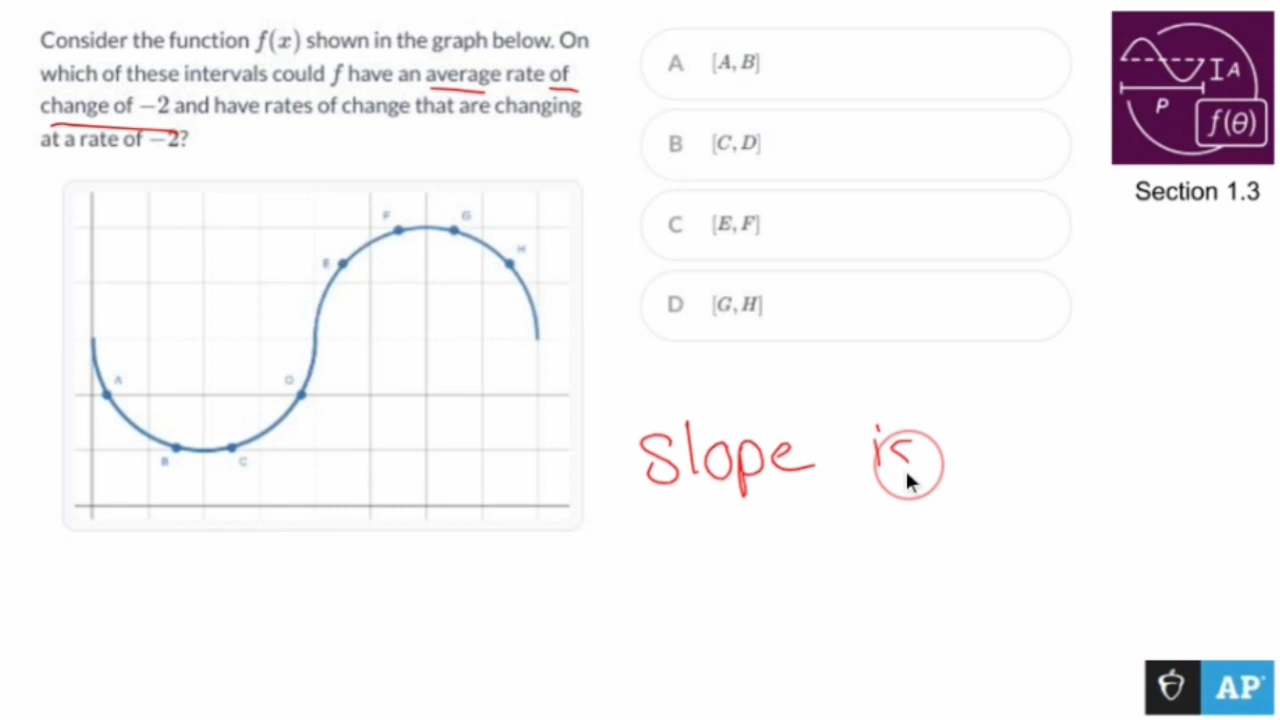 Consider the function f(x) shown in the graph below. On
which of these intervals could f have an average rate of
change of −2 and have rates of change that are changing
at a rate of −2?
A [A, B]
B [C, D]
C [E, F]
D [G, H]
I A
P
f(θ)
Section 1.3
F G
E H
A D
B C
slope is
AP